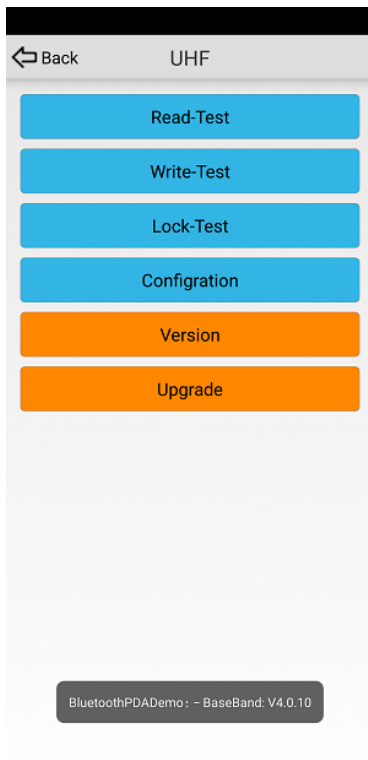 Back
UHF
Read-Test
Write-Test
Lock-Test
Configration
Version
Upgrade
BluetoothPDADemo: - BaseBand: V4.0.10